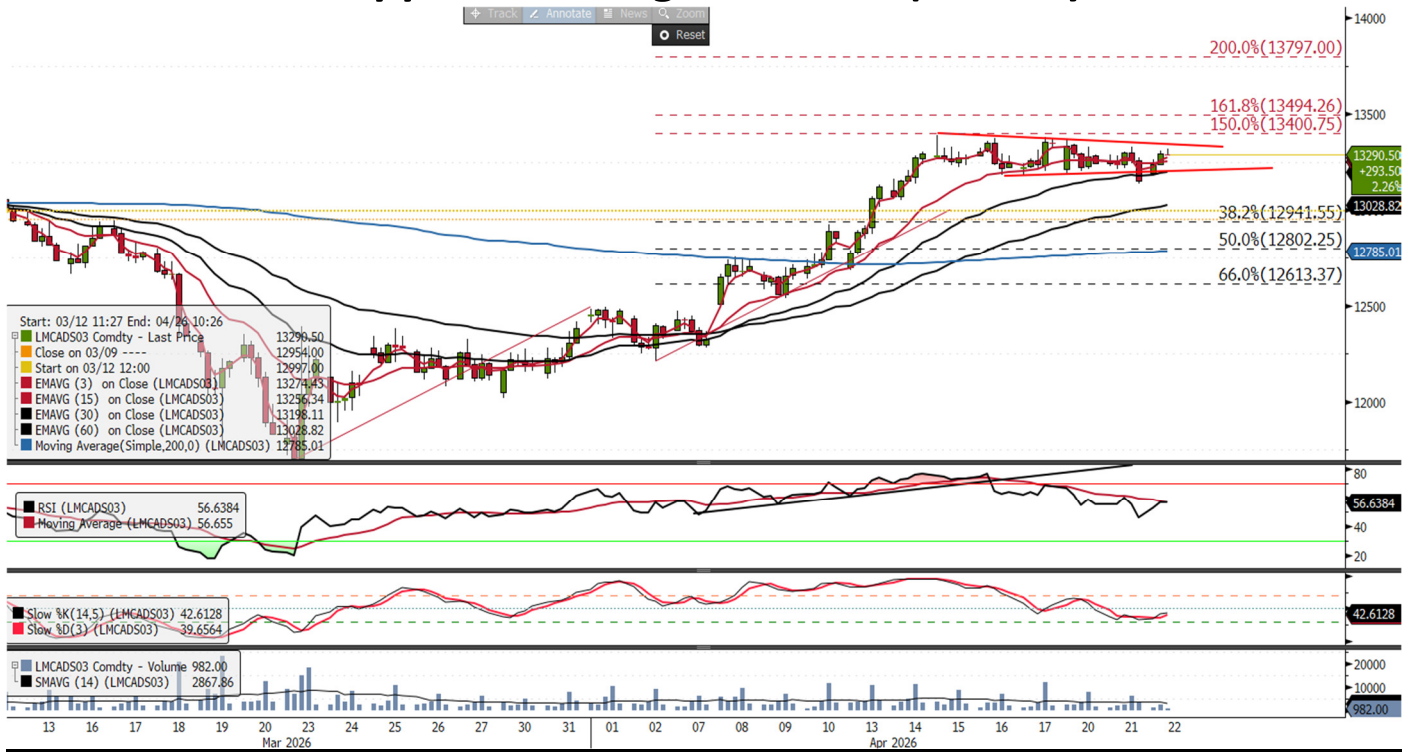 Track Annotate News Zoom
Reset
14000
200.0%(13797.00)
161.8%(13494.26)
13500
150.0%(13400.75)
13290.50
+293.50
2.26%
13028.82
38.2%(12941.55)
50.0%(12802.25)
12785.01
66.0%(12613.37)
12500
12000
Start: 03/12 11:27 End: 04/26 10:26
LMCADS03 Comdty - Last Price 13290.50
Close on 03/09 ---- 12954.00
Start on 03/12 12:00 12997.00
EMAVG (3) on Close (LMCADS03) 13274.43
EMAVG (15) on Close (LMCADS03) 13256.34
EMAVG (30) on Close (LMCADS03) 13198.11
EMAVG (60) on Close (LMCADS03) 13028.82
Moving Average(Simple,200,0) (LMCADS03) 12785.01
80
RSI (LMCADS03) 56.6384
Moving Average (LMCADS03) 56.655
56.6384
40
20
Slow %K(14,5) (LMCADS03) 42.6128
Slow %D(3) (LMCADS03) 39.6564
42.6128
LMCADS03 Comdty - Volume 982.00
SMAVG (14) (LMCADS03) 2867.86
20000
10000
982.00
13 16 17 18 19 20 23 24 25 26 27 30 31 01 02 07 08 09 10 13 14 15 16 17 20 21 22
Mar 2026 Apr 2026